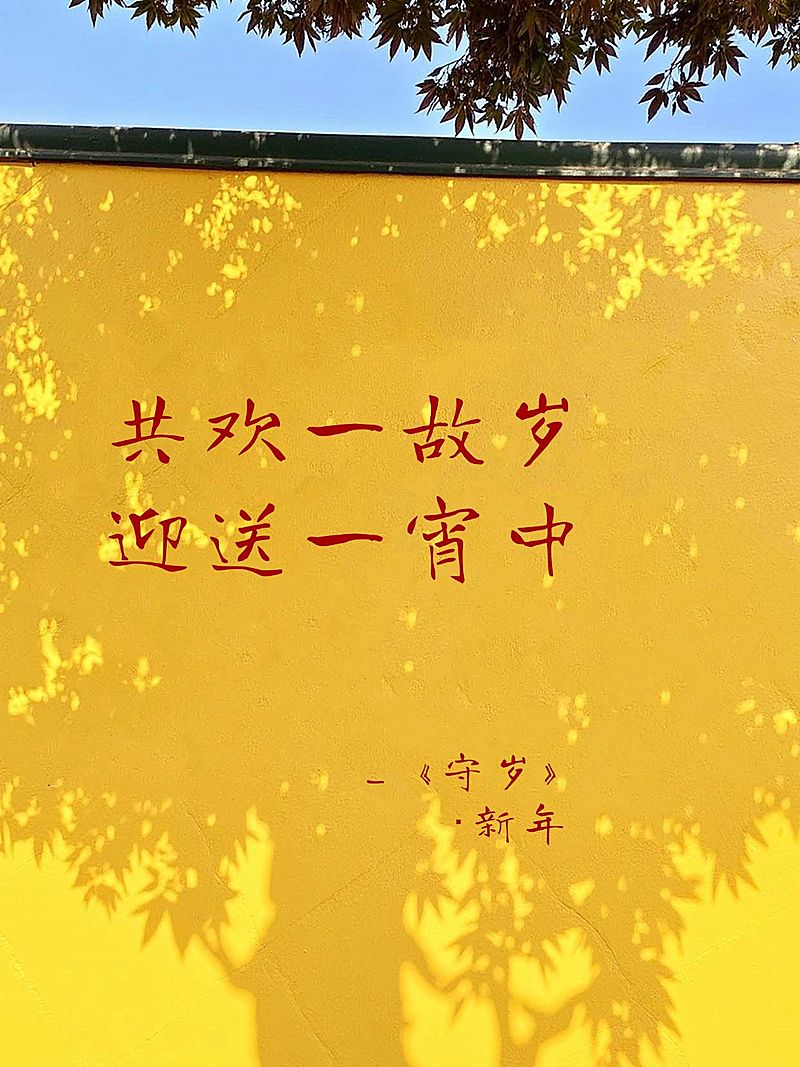 共欢一故岁
迎送一宵中
—《守岁》
·新年